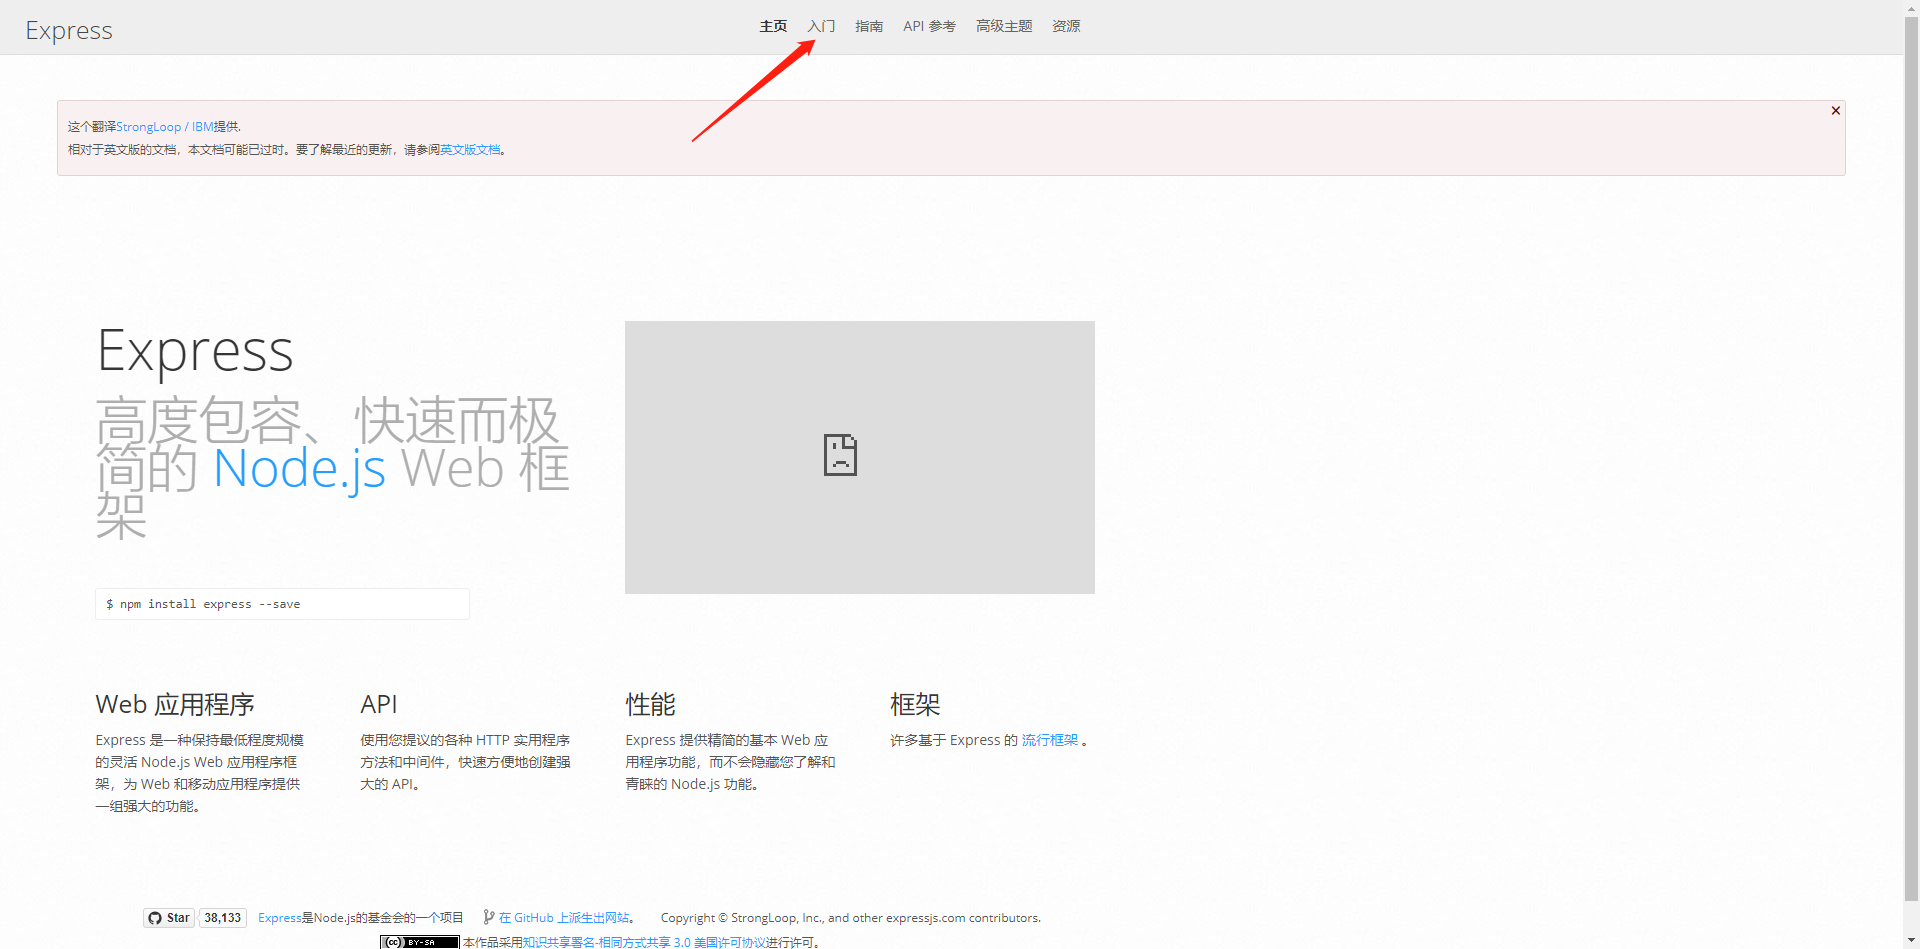 Express
主页 入门 指南 API 参考 高级主题 资源
这个翻译StrongLoop / IBM提供.
相对于英文版的文档，本文档可能已过时。要了解最近的更新，请参阅英文版文档。
Express
高度包容、快速而极
简的 Node.js Web 框
架
$ npm install express --save
Web 应用程序
Express 是一种保持最低程度规模
的灵活 Node.js Web 应用程序框
架，为 Web 和移动应用程序提供
一组强大的功能。
API
使用您提议的各种 HTTP 实用程序
方法和中间件，快速方便地创建强
大的 API。
性能
Express 提供精简的基本 Web 应
用程序功能，而不会隐藏您了解和
青睐的 Node.js 功能。
框架
许多基于 Express 的 流行框架 。
Star 38,133 Express是Node.js的基金会的一个项目 在 GitHub 上派生出网站。 Copyright © StrongLoop, Inc., and other expressjs.com contributors.
(cc) BY-SA 本作品采用知识共享署名-相同方式共享 3.0 美国许可协议进行许可。